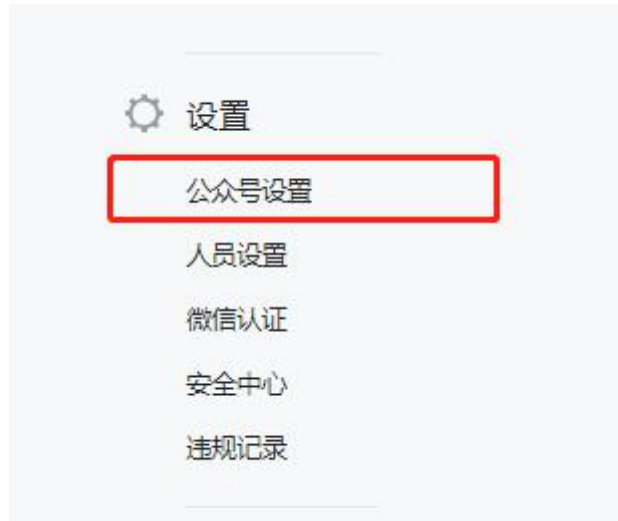 设置
公众号设置
人员设置
微信认证
安全中心
违规记录